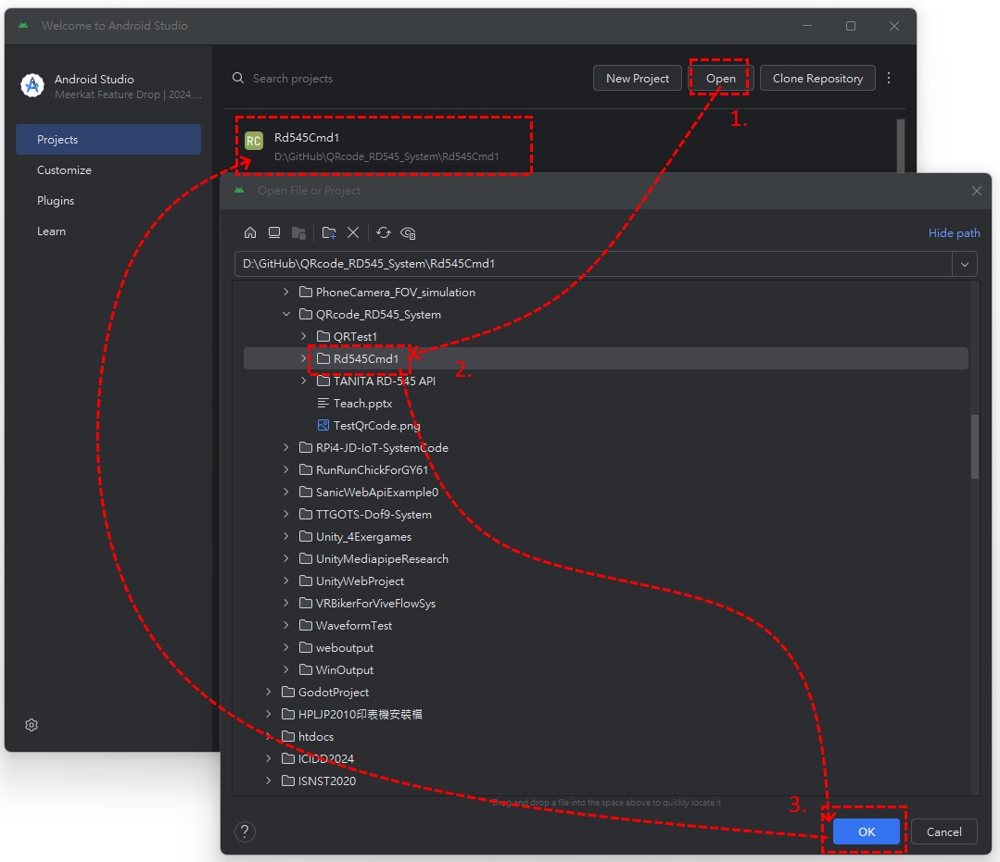 Welcome to Android Studio
Android Studio
Meerkat Feature Drop | 2024....
Search projects
New Project
Open
Clone Repository
1.
Projects
Customize
Plugins
Learn
RC
Rd545Cmd1
D:\GitHub\QRcode_RD545_System\Rd545Cmd1
Open File or Project
Hide path
D:\GitHub\QRcode_RD545_System\Rd545Cmd1
PhoneCamera_FOV_simulation
QRcode_RD545_System
QRTest1
Rd545Cmd1
2.
TANITA RD-545 API
Teach.pptx
TestQrCode.png
RPi4-JD-IoT-SystemCode
RunRunChickForGY61
SanicWebApiExample0
TTGOTS-Dof9-System
Unity_4Exergames
UnityMediapipeResearch
UnityWebProject
VRBikerForViveFlowSys
WaveformTest
weboutput
WinOutput
GodotProject
HPLJP2010印表機安裝檔
htdocs
ICIDD2024
ISNST2020
Drag and drop a file into the space above to quickly locate it
3.
?
OK
Cancel